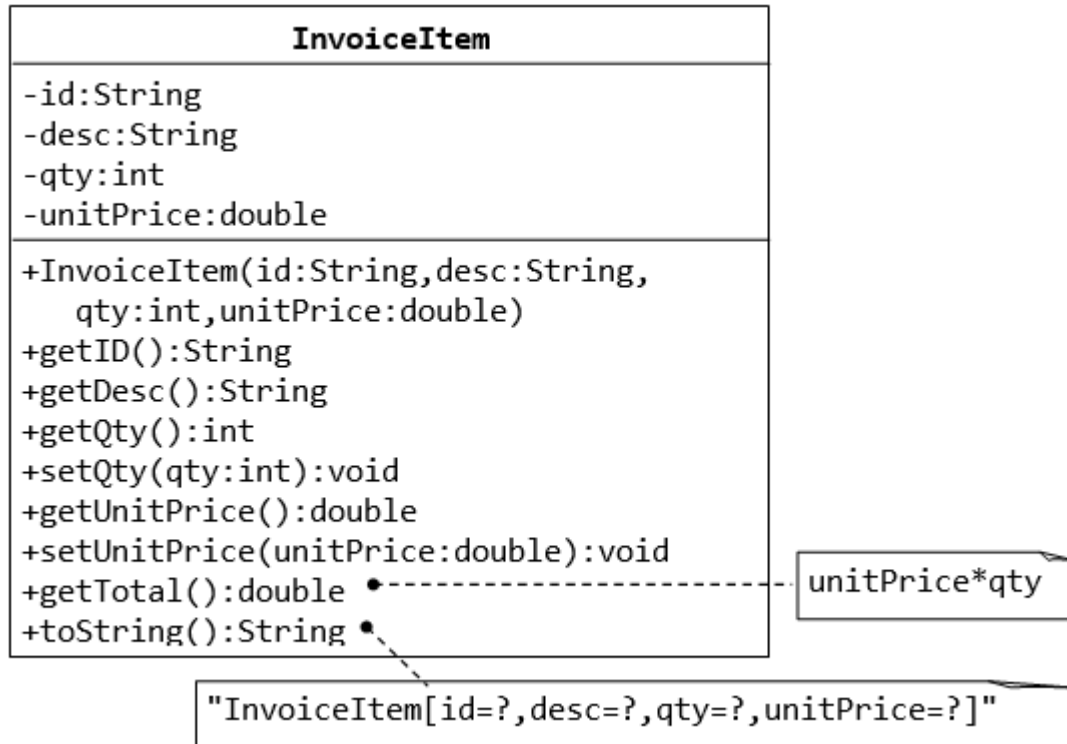 InvoiceItem
-id:String
-desc:String
-qty:int
-unitPrice:double
+InvoiceItem(id:String,desc:String,
qty:int,unitPrice:double)
+getID():String
+getDesc():String
+getQty():int
+setQty(qty:int):void
+getUnitPrice():double
+setUnitPrice(unitPrice:double):void
+getTotal():double
unitPrice*qty
+toString():String
"InvoiceItem[id=?,desc=?,qty=?,unitPrice=?]"